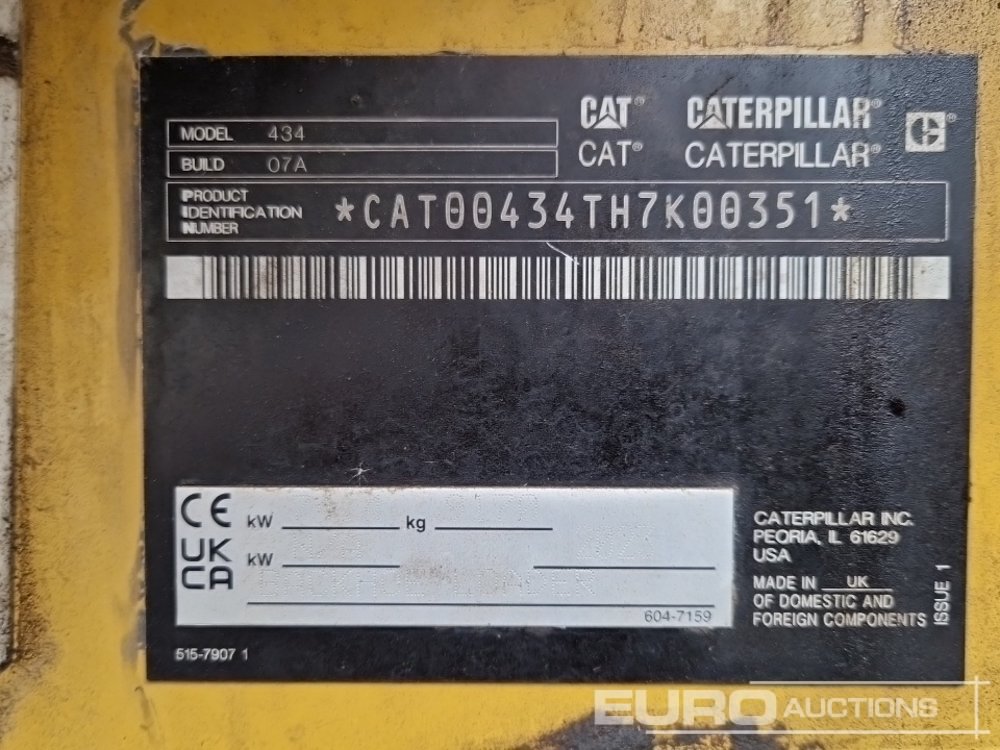 CAT® CATERPILLAR®
CAT® CATERPILLAR®
C®
MODEL 434
BUILD 07A
PRODUCT
IDENTIFICATION
NUMBER
*CAT00434TH7K00351*
CE kW kg
UK
CA kW
BACKHOE LOADER
604-7159
CATERPILLAR INC.
PEORIA, IL 61629
USA
MADE IN UK
OF DOMESTIC AND
FOREIGN COMPONENTS
ISSUE 1
515-7907 1
EURO AUCTIONS